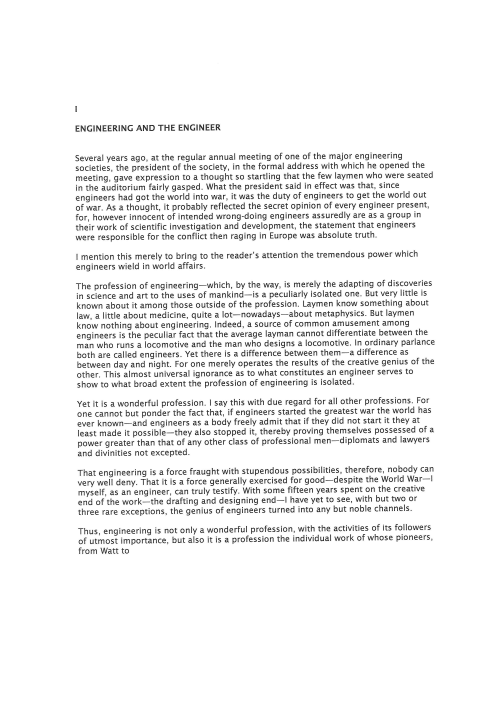 I
ENGINEERING AND THE ENGINEER
Several years ago, at the regular annual meeting of one of the major engineering
societies, the president of the society, in the formal address with which he opened the
meeting, gave expression to a thought so startling that the few laymen who were seated
in the auditorium fairly gasped. What the president said in effect was that, since
engineers had got the world into war, it was the duty of engineers to get the world out
of war. As a thought, it probably reflected the secret opinion of every engineer present,
for, however innocent of intended wrong-doing engineers assuredly are as a group in
their work of scientific investigation and development, the statement that engineers
were responsible for the conflict then raging in Europe was absolute truth.
I mention this merely to bring to the reader's attention the tremendous power which
engineers wield in world affairs.
The profession of engineering—which, by the way, is merely the adapting of discoveries
in science and art to the uses of mankind—is a peculiarly isolated one. But very little is
known about it among those outside of the profession. Laymen know something about
law, a little about medicine, quite a lot—nowadays—about metaphysics. But laymen
know nothing about engineering. Indeed, a source of common amusement among
engineers is the peculiar fact that the average layman cannot differentiate between the
man who runs a locomotive and the man who designs a locomotive. In ordinary parlance
both are called engineers. Yet there is a difference between them—a difference as
between day and night. For one merely operates the results of the creative genius of the
other. This almost universal ignorance as to what constitutes an engineer serves to
show to what broad extent the profession of engineering is isolated.
Yet it is a wonderful profession. I say this with due regard for all other professions. For
one cannot but ponder the fact that, if engineers started the greatest war the world has
ever known—and engineers as a body freely admit that if they did not start it they at
least made it possible—they also stopped it, thereby proving themselves possessed of a
power greater than that of any other class of professional men—diplomats and lawyers
and divinities not excepted.
That engineering is a force fraught with stupendous possibilities, therefore, nobody can
very well deny. That it is a force generally exercised for good—despite the World War—I
myself, as an engineer, can truly testify. With some fifteen years spent on the creative
end of the work—the drafting and designing end—I have yet to see, with but two or
three rare exceptions, the genius of engineers turned into any but noble channels.
Thus, engineering is not only a wonderful profession, with the activities of its followers
of utmost importance, but also it is a profession the individual work of whose pioneers,
from Watt to